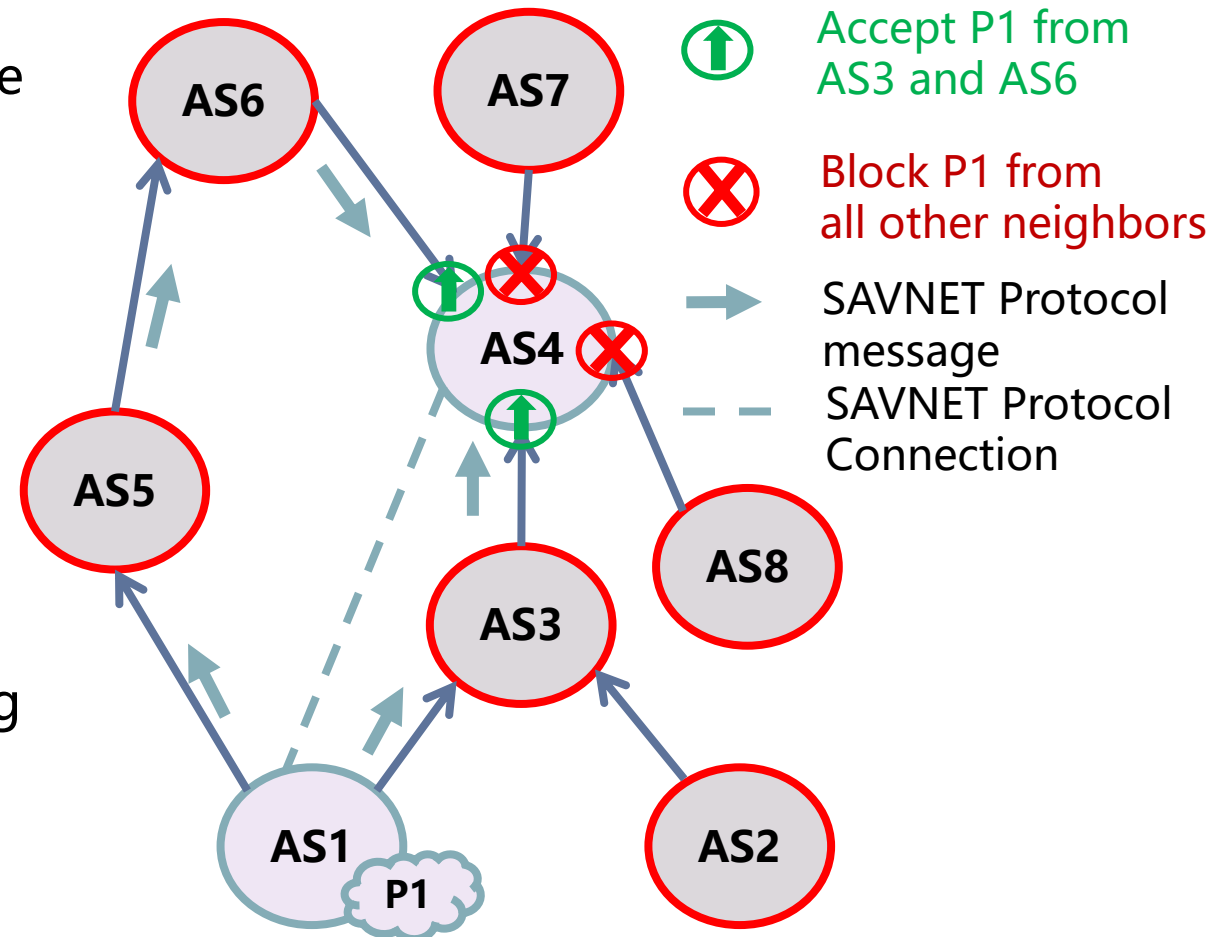 e
AS6
AS7
Accept P1 from
AS3 and AS6
Block P1 from
all other neighbors
SAVNET Protocol
message
SAVNET Protocol
Connection
AS4
AS5
AS8
AS3
g
AS1
P1
AS2